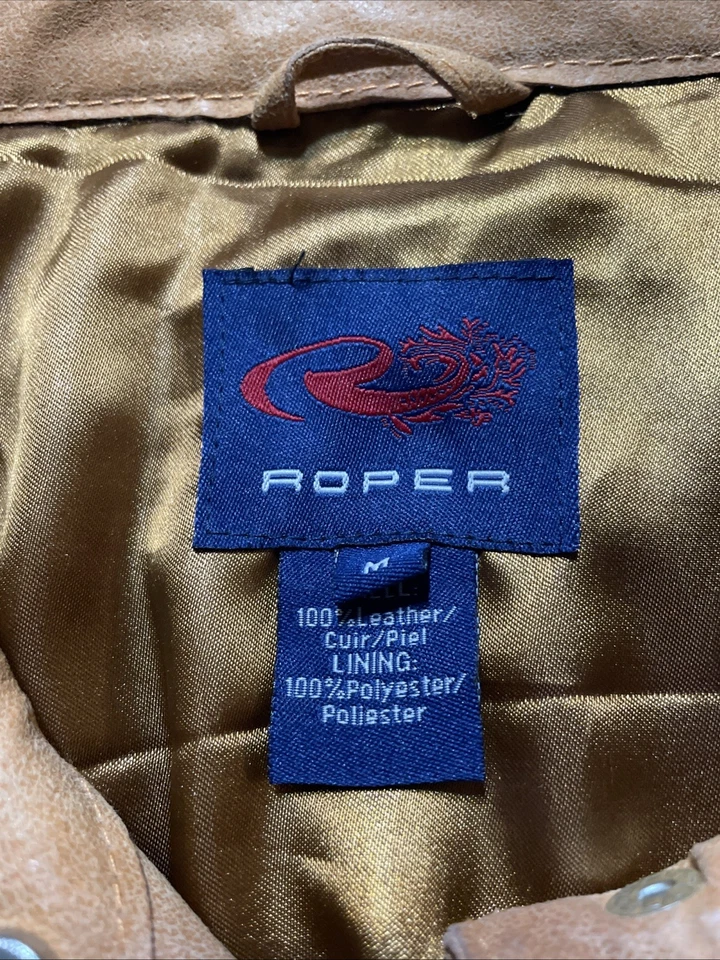 ROPER
M
100%Leather/
Cuir/Piel
LINING:
100%Polyester/
Poliester